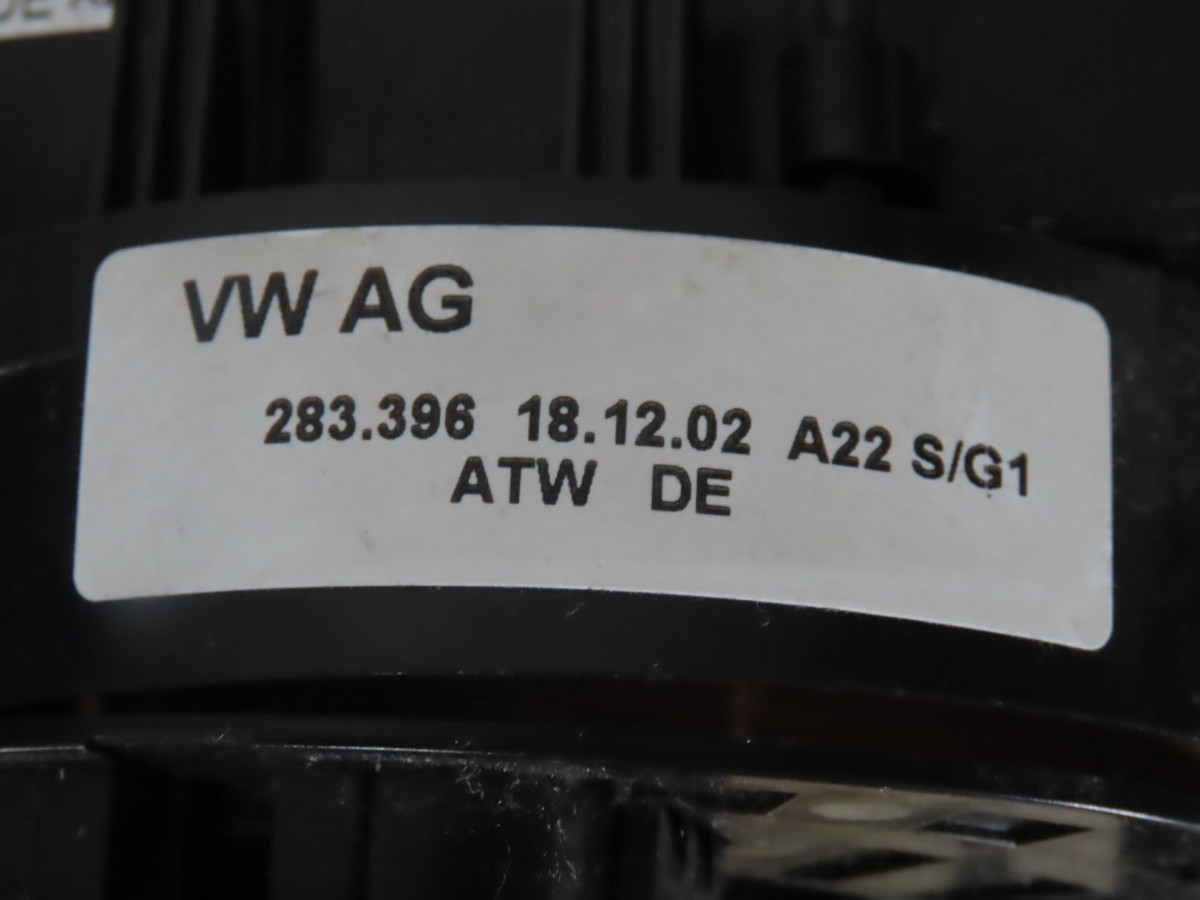 VW AG
283.396 18.12.02 A22 S/G1
ATW DE